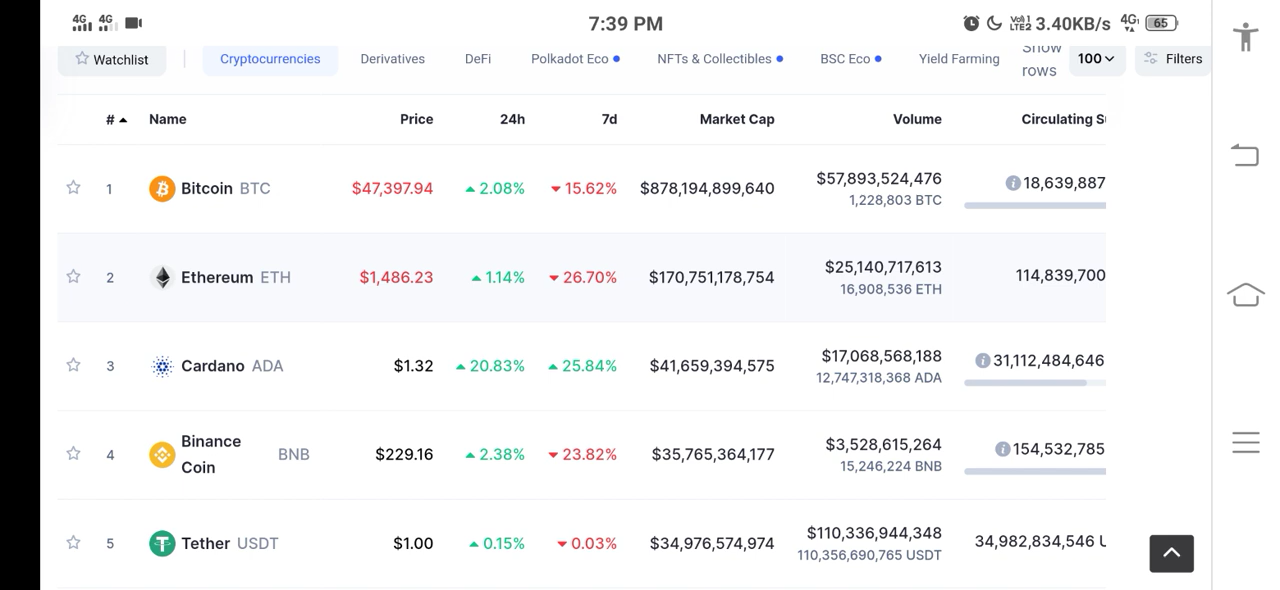 4G 4G 7:39 PM Vo) 1 LTE2 3.40KB/s 4G 65
Watchlist Cryptocurrencies Derivatives DeFi Polkadot Eco NFTs & Collectibles BSC Eco Yield Farming Show rows 100 Filters
# Name Price 24h 7d Market Cap Volume Circulating Su
1 Bitcoin BTC $47,397.94 2.08% 15.62% $878,194,899,640 $57,893,524,476 18,639,887
1,228,803 BTC
2 Ethereum ETH $1,486.23 1.14% 26.70% $170,751,178,754 $25,140,717,613 114,839,700
16,908,536 ETH
3 Cardano ADA $1.32 20.83% 25.84% $41,659,394,575 $17,068,568,188 31,112,484,646
12,747,318,368 ADA
4 Binance Coin BNB $229.16 2.38% 23.82% $35,765,364,177 $3,528,615,264 154,532,785
15,246,224 BNB
5 Tether USDT $1.00 0.15% 0.03% $34,976,574,974 $110,336,944,348 34,982,834,546 U
110,356,690,765 USDT